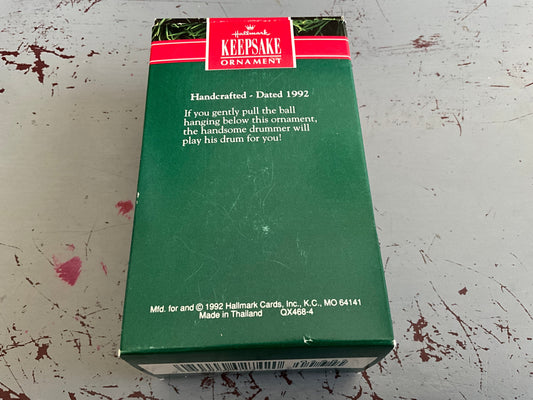 Hallmark
KEEPSAKE
ORNAMENT
Handcrafted - Dated 1992
If you gently pull the ball
hanging below this ornament,
the handsome drummer will
play his drum for you!
Mfd. for and © 1992 Hallmark Cards, Inc., K.C., MO 64141
Made in Thailand QX468-4